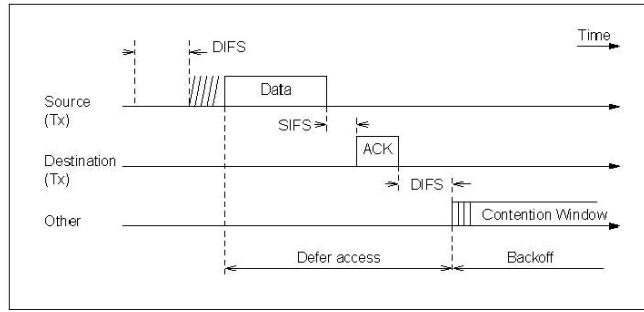 DIFS
Time
Source
(Tx)
Data
SIFS
Destination
(Tx)
ACK
DIFS
Other
Contention Window
Defer access
Backoff